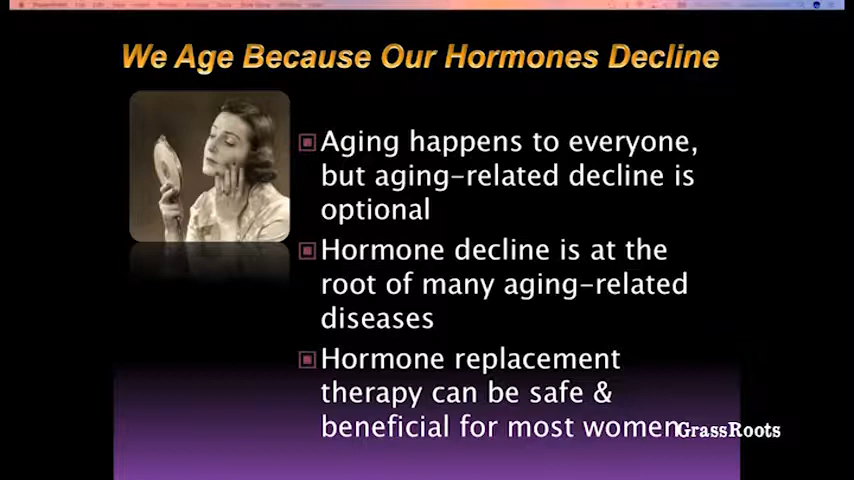 We Age Because Our Hormones Decline
Aging happens to everyone,
but aging-related decline is
optional
Hormone decline is at the
root of many aging-related
diseases
Hormone replacement
therapy can be safe &
beneficial for most women
GrassRoots